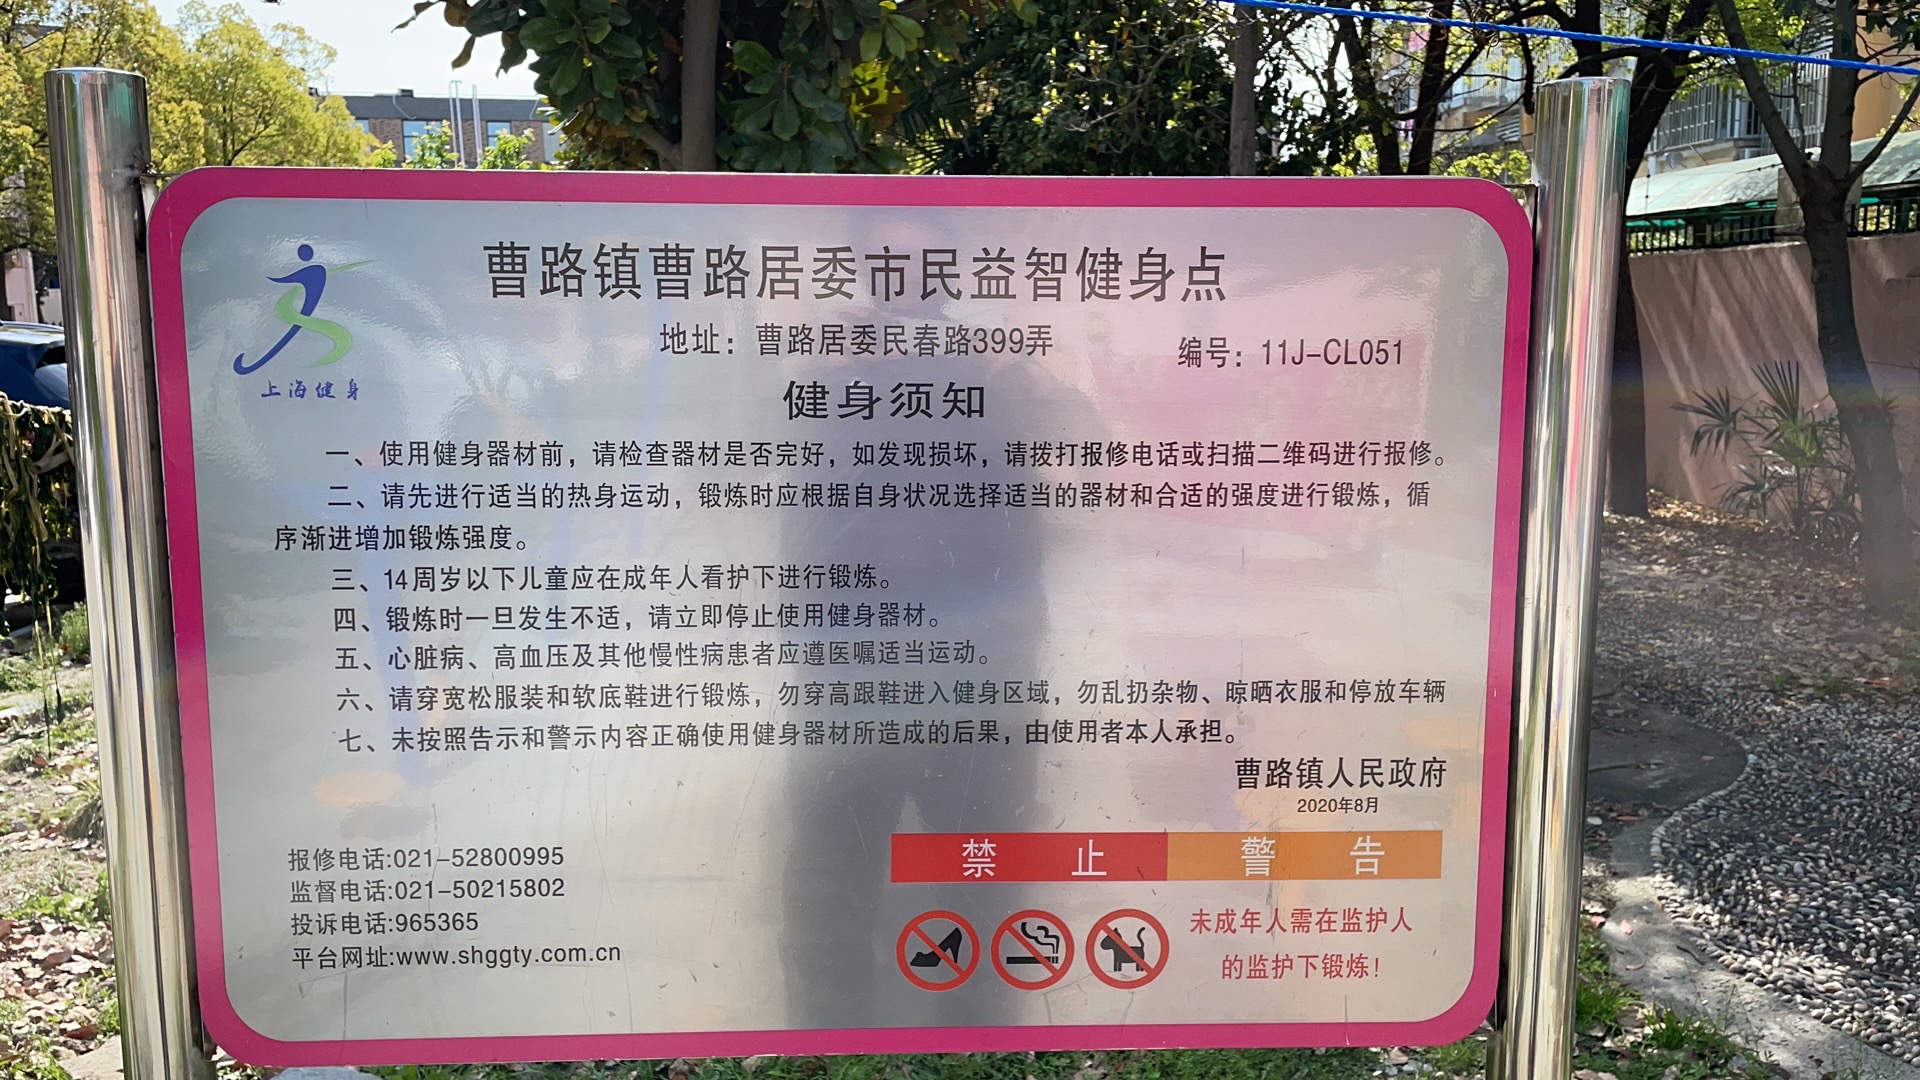 上海健身
曹路镇曹路居委市民益智健身点
地址：曹路居委民春路399弄
编号：11J-CL051
健身须知
一、使用健身器材前，请检查器材是否完好，如发现损坏，请拨打报修电话或扫描二维码进行报修。
二、请先进行适当的热身运动，锻炼时应根据自身状况选择适当的器材和合适的强度进行锻炼，循
序渐进增加锻炼强度。
三、14周岁以下儿童应在成年人看护下进行锻炼。
四、锻炼时一旦发生不适，请立即停止使用健身器材。
五、心脏病、高血压及其他慢性病患者应遵医嘱适当运动。
六、请穿宽松服装和软底鞋进行锻炼，勿穿高跟鞋进入健身区域，勿乱扔杂物、晾晒衣服和停放车辆
七、未按照告示和警示内容正确使用健身器材所造成的后果，由使用者本人承担。
曹路镇人民政府
2020年8月
报修电话:021-52800995
监督电话:021-50215802
投诉电话:965365
平台网址:www.shggty.com.cn
禁止 警告
未成年人需在监护人
的监护下锻炼！